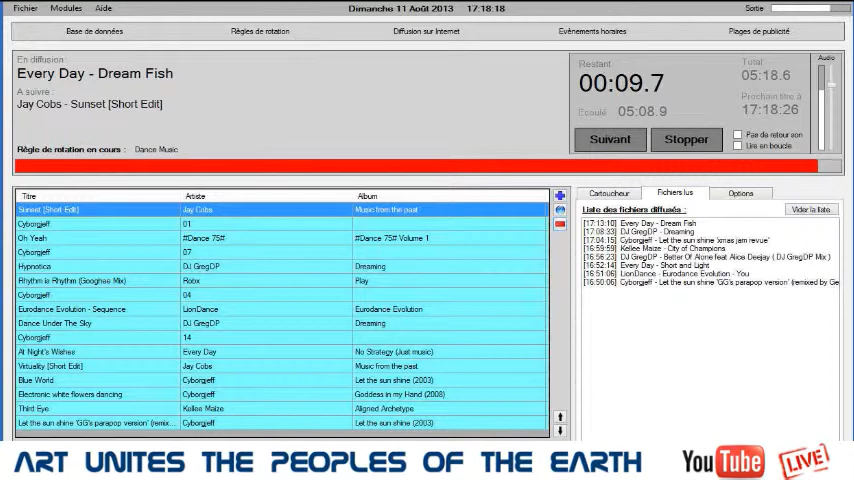 Fichier Modules Aide Dimanche 11 Août 2013 17:18:18 Sortie
Base de données Règles de rotation Diffusion sur Internet Evènements horaires Plages de publicité
En diffusion :
Every Day - Dream Fish
A suivre :
Jay Cobs - Sunset [Short Edit]
Règle de rotation en cours : Dance Music
Restant
00:09.7
Ecoulé 05:08.9
Total
05:18.6
Prochain titre à
17:18:26
Suivant Stopper
Pas de retour son
Lire en boucle
Audio
Titre Artiste Album
Sunset [Short Edit] Jay Cobs Music from the past
Cyborgjeff 01
Oh Yeah #Dance 75# #Dance 75# Volume 1
Cyborgjeff 07
Hypnotica DJ GregDP Dreaming
Rhythm is Rhythm (Googhee Mix) Robx Play
Cyborgjeff 04
Eurodance Evolution - Sequence LionDance Eurodance Evolution
Dance Under The Sky DJ GregDP Dreaming
Cyborgjeff 14
At Night's Wishes Every Day No Strategy (Just music)
Virtuality [Short Edit] Jay Cobs Music from the past
Blue World Cyborgjeff Let the sun shine (2003)
Electronic white flowers dancing Cyborgjeff Goddess in my Hand (2008)
Third Eye Kellee Maize Aligned Archetype
Let the sun shine 'GG's parapop version' (remix... Cyborgjeff Let the sun shine (2003)
Cartoucheur Fichiers lus Options
Liste des fichiers diffusés : Vider la liste
[17:13:10] Every Day - Dream Fish
[17:08:33] DJ GregDP - Dreaming
[17:04:15] Cyborgjeff - Let the sun shine 'xmas jam revue'
[16:59:59] Kellee Maize - City of Champions
[16:56:23] DJ GregDP - Better Of Alone feat Alice Deejay ( DJ GregDP Mix )
[16:52:14] Every Day - Short and Light
[16:51:06] LionDance - Eurodance Evolution - You
[16:50:06] Cyborgjeff - Let the sun shine 'GG's parapop version' (remixed by Ge
ART UNITES THE PEOPLES OF THE EARTH
YouTube LIVE